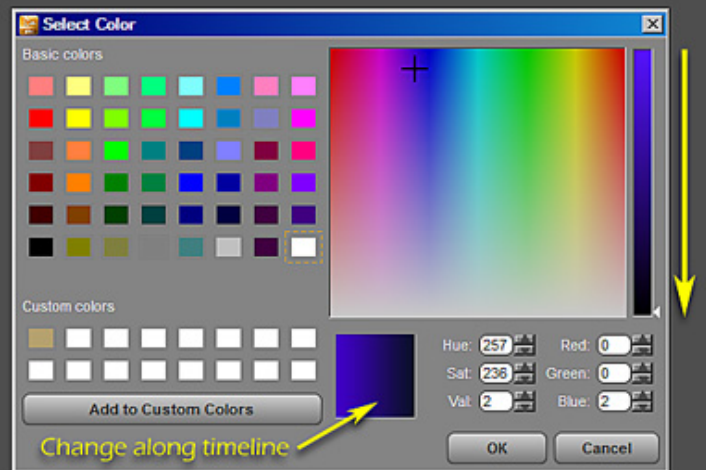 Select Color
Basic colors
Custom colors
Hue: 257 Red: 0
Sat: 236 Green: 0
Val: 2 Blue: 2
Add to Custom Colors
Change along timeline
OK Cancel